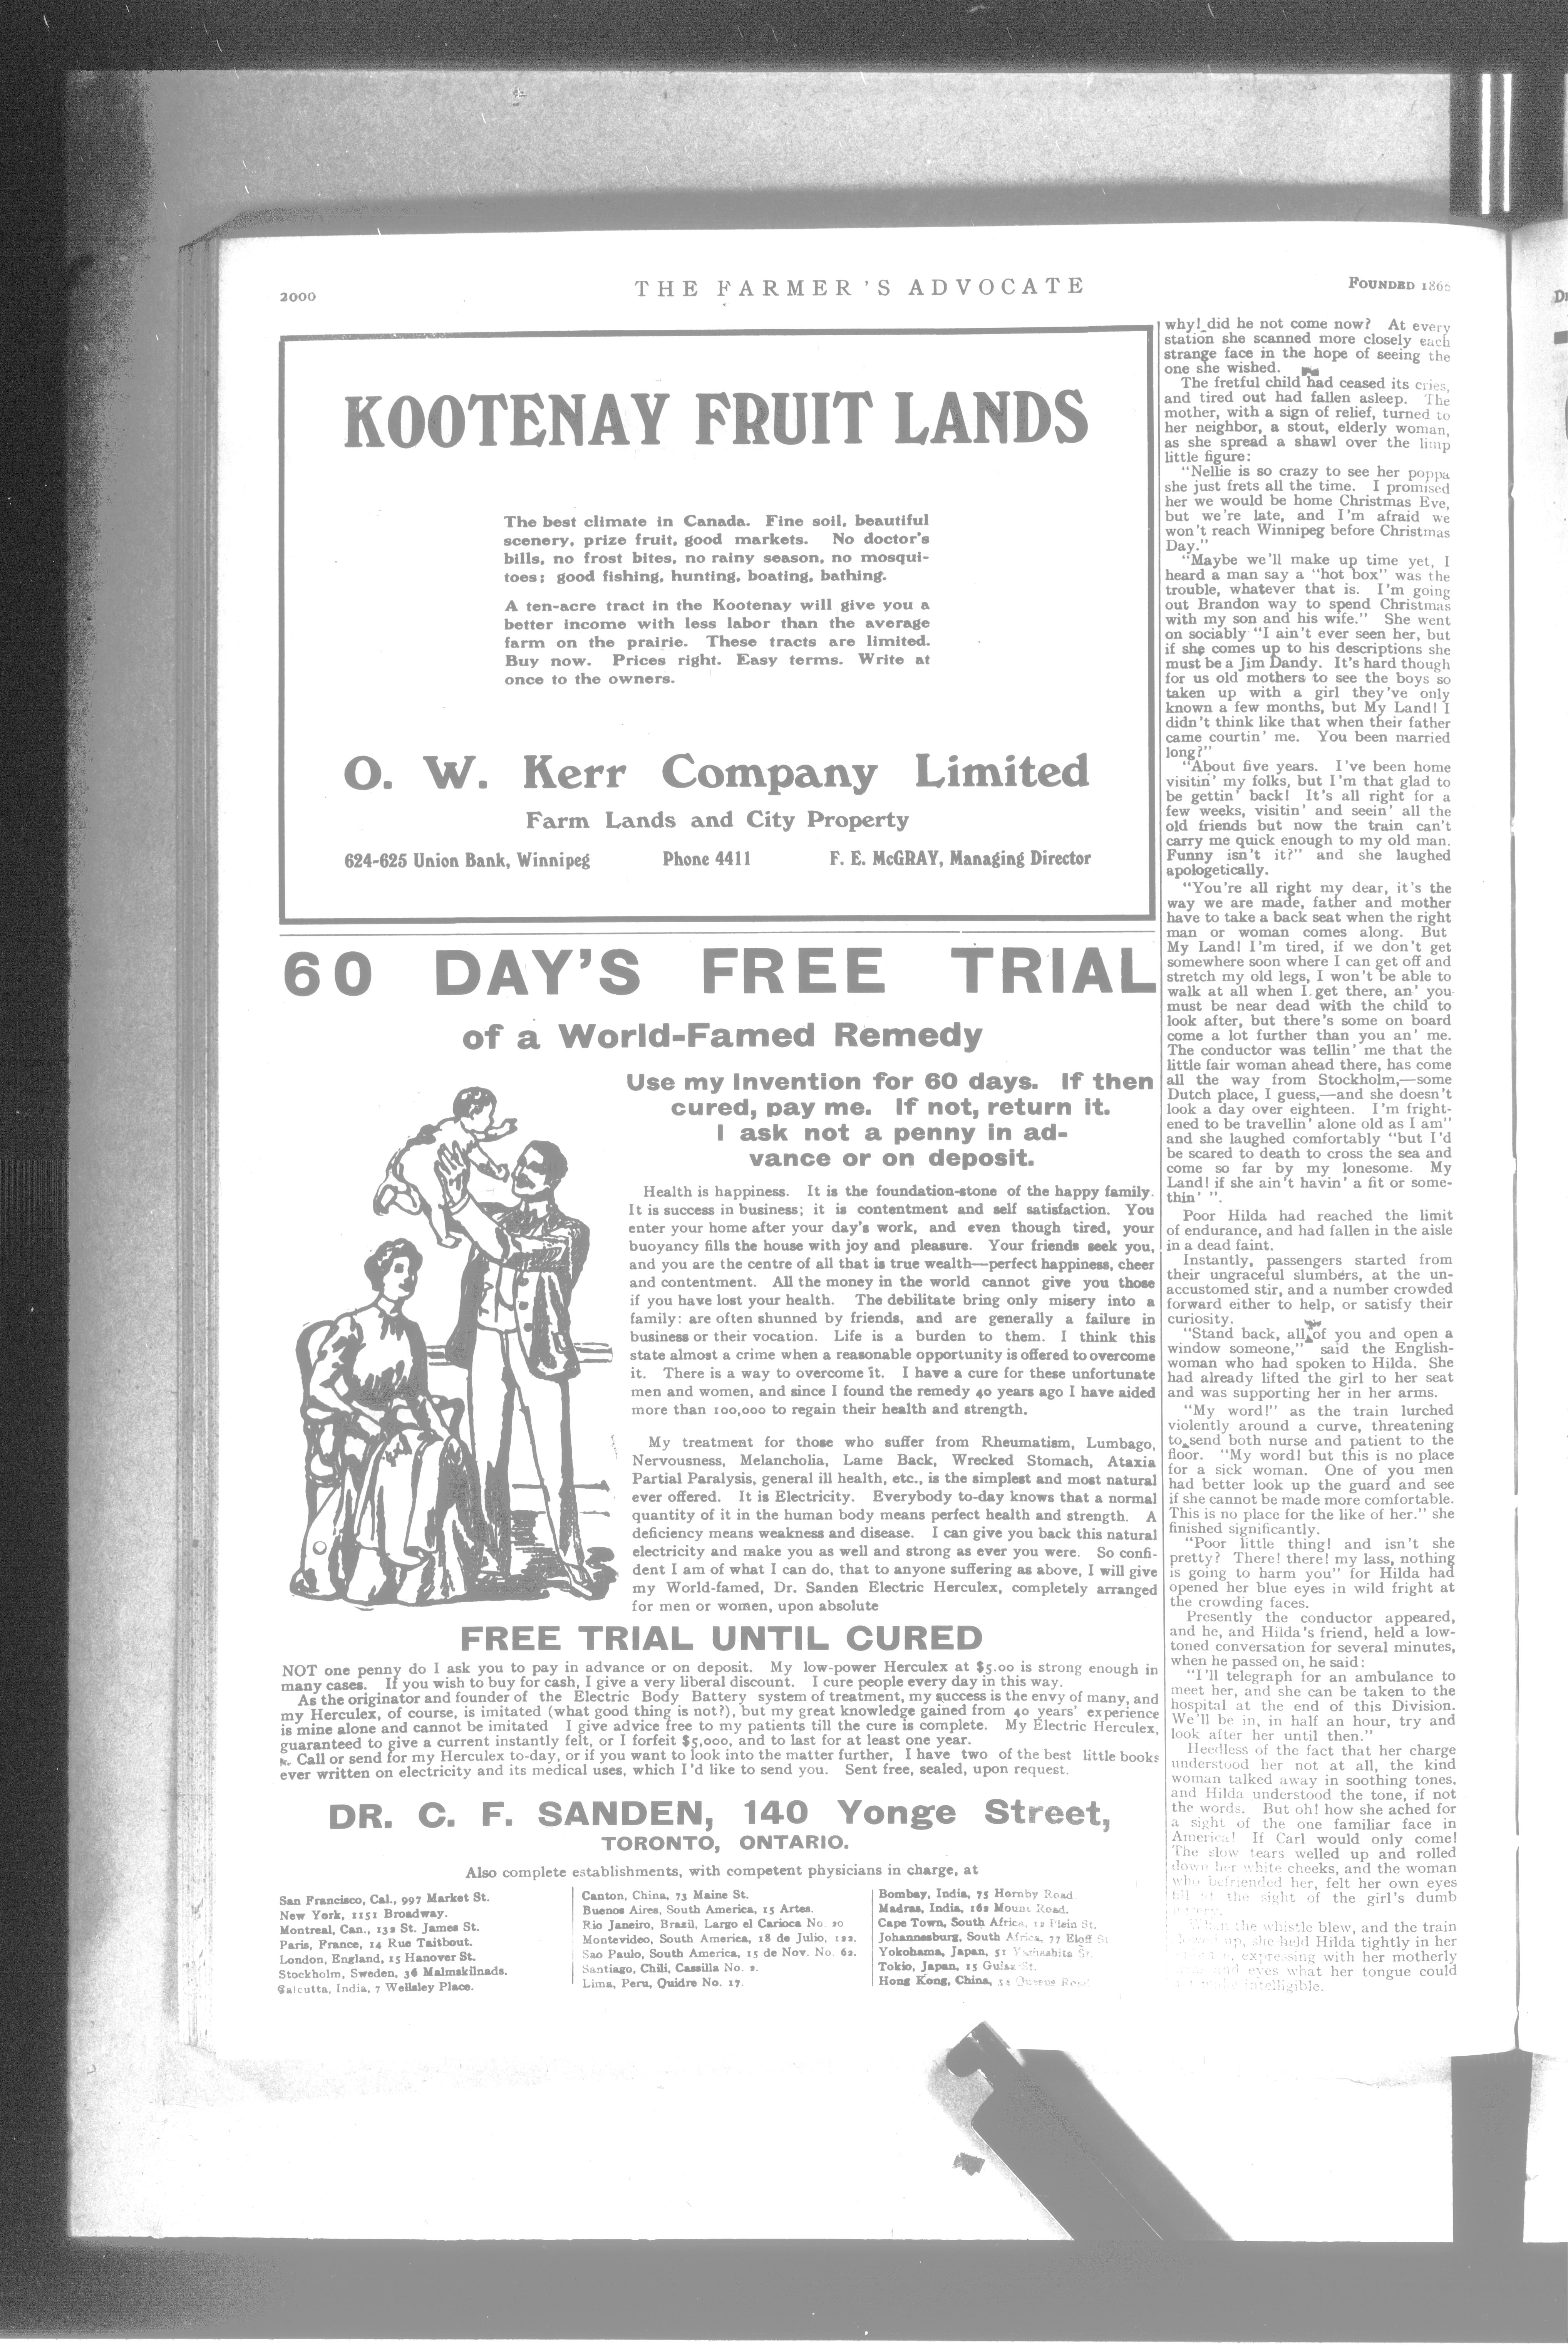 2000
THE FARMER'S ADVOCATE
FOUNDED
KOOTENAY FRUIT LANDS
The best climate in Canada. Fine soil, beautiful
scenery, prize fruit, good markets. No doctor's
bills, no frost bites, no rainy season, no mosqui-
toes; good fishing, hunting, boating, bathing.
A ten-acre tract in the Kootenay will give you a
better income with less labor than the average
farm on the prairie. These tracts are limited.
Buy now. Prices right. Easy terms. Write at
once to the owners.
O. W. Kerr Company Limited
Farm Lands and City Property
624-625 Union Bank, Winnipeg Phone 4411 F. E. McGRAY, Managing Director
60 DAY'S FREE TRIAL
of a World-Famed Remedy
Use my Invention for 60 days. If then
cured, pay me. If not, return it.
I ask not a penny in ad-
vance or on deposit.
Health is happiness. It is the foundation-stone of the happy family.
It is success in business; it is contentment and self satisfaction. You
enter your home after your day's work, and even though tired, your
buoyancy fills the house with joy and pleasure. Your friends seek you,
and you are the centre of all that is true wealth—perfect happiness, cheer
and contentment. All the money in the world cannot give you those
if you have lost your health. The debilitate bring only misery into a
family: are often shunned by friends, and are generally a failure in
business or their vocation. Life is a burden to them. I think this
state almost a crime when a reasonable opportunity is offered to overcome
it. There is a way to overcome it. I have a cure for these unfortunate
men and women, and since I found the remedy 40 years ago I have aided
more than 100,000 to regain their health and strength.
My treatment for those who suffer from Rheumatism, Lumbago,
Nervousness, Melancholia, Lame Back, Wrecked Stomach, Ataxia
Partial Paralysis, general ill health, etc., is the simplest and most natural
ever offered. It is Electricity. Everybody to-day knows that a normal
quantity of it in the human body means perfect health and strength. A
deficiency means weakness and disease. I can give you back this natural
electricity and make you as well and strong as ever you were. So confi-
dent I am of what I can do, that to anyone suffering as above, I will give
my World-famed, Dr. Sanden Electric Herculex, completely arranged
for men or women, upon absolute
FREE TRIAL UNTIL CURED
NOT one penny do I ask you to pay in advance or on deposit. My low-power Herculex at $5.00 is strong enough in
many cases. If you wish to buy for cash, I give a very liberal discount. I cure people every day in this way.
As the originator and founder of the Electric Body Battery system of treatment, my success is the envy of many, and
my Herculex, of course, is imitated (what good thing is not?), but my great knowledge gained from 40 years' experience
is mine alone and cannot be imitated I give advice free to my patients till the cure is complete. My Electric Herculex,
guaranteed to give a current instantly felt, or I forfeit $5,000, and to last for at least one year.
Call or send for my Herculex to-day, or if you want to look into the matter further, I have two of the best little books
ever written on electricity and its medical uses, which I'd like to send you. Sent free, sealed, upon request.
DR. C. F. SANDEN, 140 Yonge Street,
TORONTO, ONTARIO.
Also complete establishments, with competent physicians in charge, at
San Francisco, Cal., 997 Market St.
New York, 1151 Broadway.
Montreal, Can., 132 St. James St.
Paris, France, 14 Rue Taitbout.
London, England, 15 Hanover St.
Stockholm, Sweden, 36 Malmskilnads.
Calcutta, India, 7 Wellsley Place.
Canton, China, 73 Maine St.
Buenos Aires, South America, 15 Artes.
Rio Janeiro, Brazil, Largo el Carioca No. 20
Montevideo, South America, 18 de Julio, 122.
Sao Paulo, South America, 15 de Nov. No. 62.
Santiago, Chili, Cassilla No. 2.
Lima, Peru, Quidre No. 17.
Bombay, India, 75 Hornby Road.
Madras, India, 162 Mount Road.
Cape Town, South Africa, 12 Plein St.
Johannesburg, South Africa, 77 Eloff St
Yokohama, Japan, 51
Tokio, Japan, 15
Hong Kong, China,
why! did he not come now? At every
station she scanned more closely each
strange face in the hope of seeing the
one she wished.
The fretful child had ceased its cries,
and tired out had fallen asleep. The
mother, with a sign of relief, turned to
her neighbor, a stout, elderly woman,
as she spread a shawl over the limp
little figure:
"Nellie is so crazy to see her poppa
she just frets all the time. I promised
her we would be home Christmas Eve,
but we're late, and I'm afraid we
won't reach Winnipeg before Christmas
Day."
"Maybe we'll make up time yet, I
heard a man say a "hot box" was the
trouble, whatever that is. I'm going
out Brandon way to spend Christmas
with my son and his wife." She went
on sociably "I ain't ever seen her, but
if she comes up to his descriptions she
must be a Jim Dandy. It's hard though
for us old mothers to see the boys so
taken up with a girl they've only
known a few months, but My Land! I
didn't think like that when their father
came courtin' me. You been married
long?"
"About five years. I've been home
visitin' my folks, but I'm that glad to
be gettin' back! It's all right for a
few weeks, visitin' and seein' all the
old friends but now the train can't
carry me quick enough to my old man.
Funny isn't it?" and she laughed
apologetically.
"You're all right my dear, it's the
way we are made, father and mother
have to take a back seat when the right
man or woman comes along. But
My Land! I'm tired, if we don't get
somewhere soon where I can get off and
stretch my old legs, I won't be able to
walk at all when I get there, an' you
must be near dead with the child to
look after, but there's some on board
come a lot further than you an' me.
The conductor was tellin' me that the
little fair woman ahead there, has come
all the way from Stockholm,—some
Dutch place, I guess,—and she doesn't
look a day over eighteen. I'm fright-
ened to be travellin' alone old as I am"
and she laughed comfortably "but I'd
be scared to death to cross the sea and
come so far by my lonesome. My
Land! if she ain't havin' a fit or some-
thin' ".
Poor Hilda had reached the limit
of endurance, and had fallen in the aisle
in a dead faint.
Instantly, passengers started from
their ungraceful slumbers, at the un-
accustomed stir, and a number crowded
forward either to help, or satisfy their
curiosity.
"Stand back, all of you and open a
window someone," said the English-
woman who had spoken to Hilda. She
had already lifted the girl to her seat
and was supporting her in her arms.
"My word!" as the train lurched
violently around a curve, threatening
to send both nurse and patient to the
floor. "My word! but this is no place
for a sick woman. One of you men
had better look up the guard and see
if she cannot be made more comfortable.
This is no place for the like of her." she
finished significantly.
"Poor little thing! and isn't she
pretty? There! there! my lass, nothing
is going to harm you" for Hilda had
opened her blue eyes in wild fright at
the crowding faces.
Presently the conductor appeared,
and he, and Hilda's friend, held a low-
toned conversation for several minutes,
when he passed on, he said:
"I'll telegraph for an ambulance to
meet her, and she can be taken to the
hospital at the end of this Division.
We'll be in, in half an hour, try and
look after her until then."
Heedless of the fact that her charge
understood her not at all, the kind
woman talked away in soothing tones,
and Hilda understood the tone, if not
the words. But oh! how she ached for
a sight of the one familiar face in
America! If Carl would only come!
The slow tears welled up and rolled
down her white cheeks, and the woman
who befriended her, felt her own eyes
fill at the sight of the girl's dumb
When the whistle blew, and the train
up, she held Hilda tightly in her
expressing with her motherly
and eyes what her tongue could
intelligible.